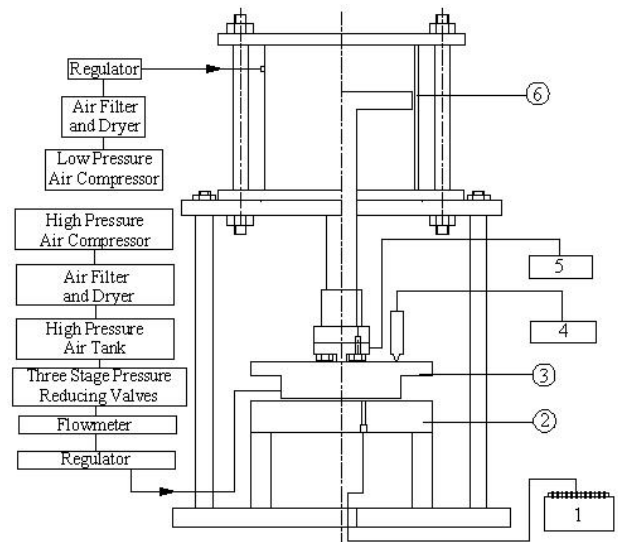 Regulator
Air Filter
and Dryer
Low Pressure
Air Compressor
High Pressure
Air Compressor
Air Filter
and Dryer
High Pressure
Air Tank
Three Stage Pressure
Reducing Valves
Flowmeter
Regulator
6
5
4
3
2
1